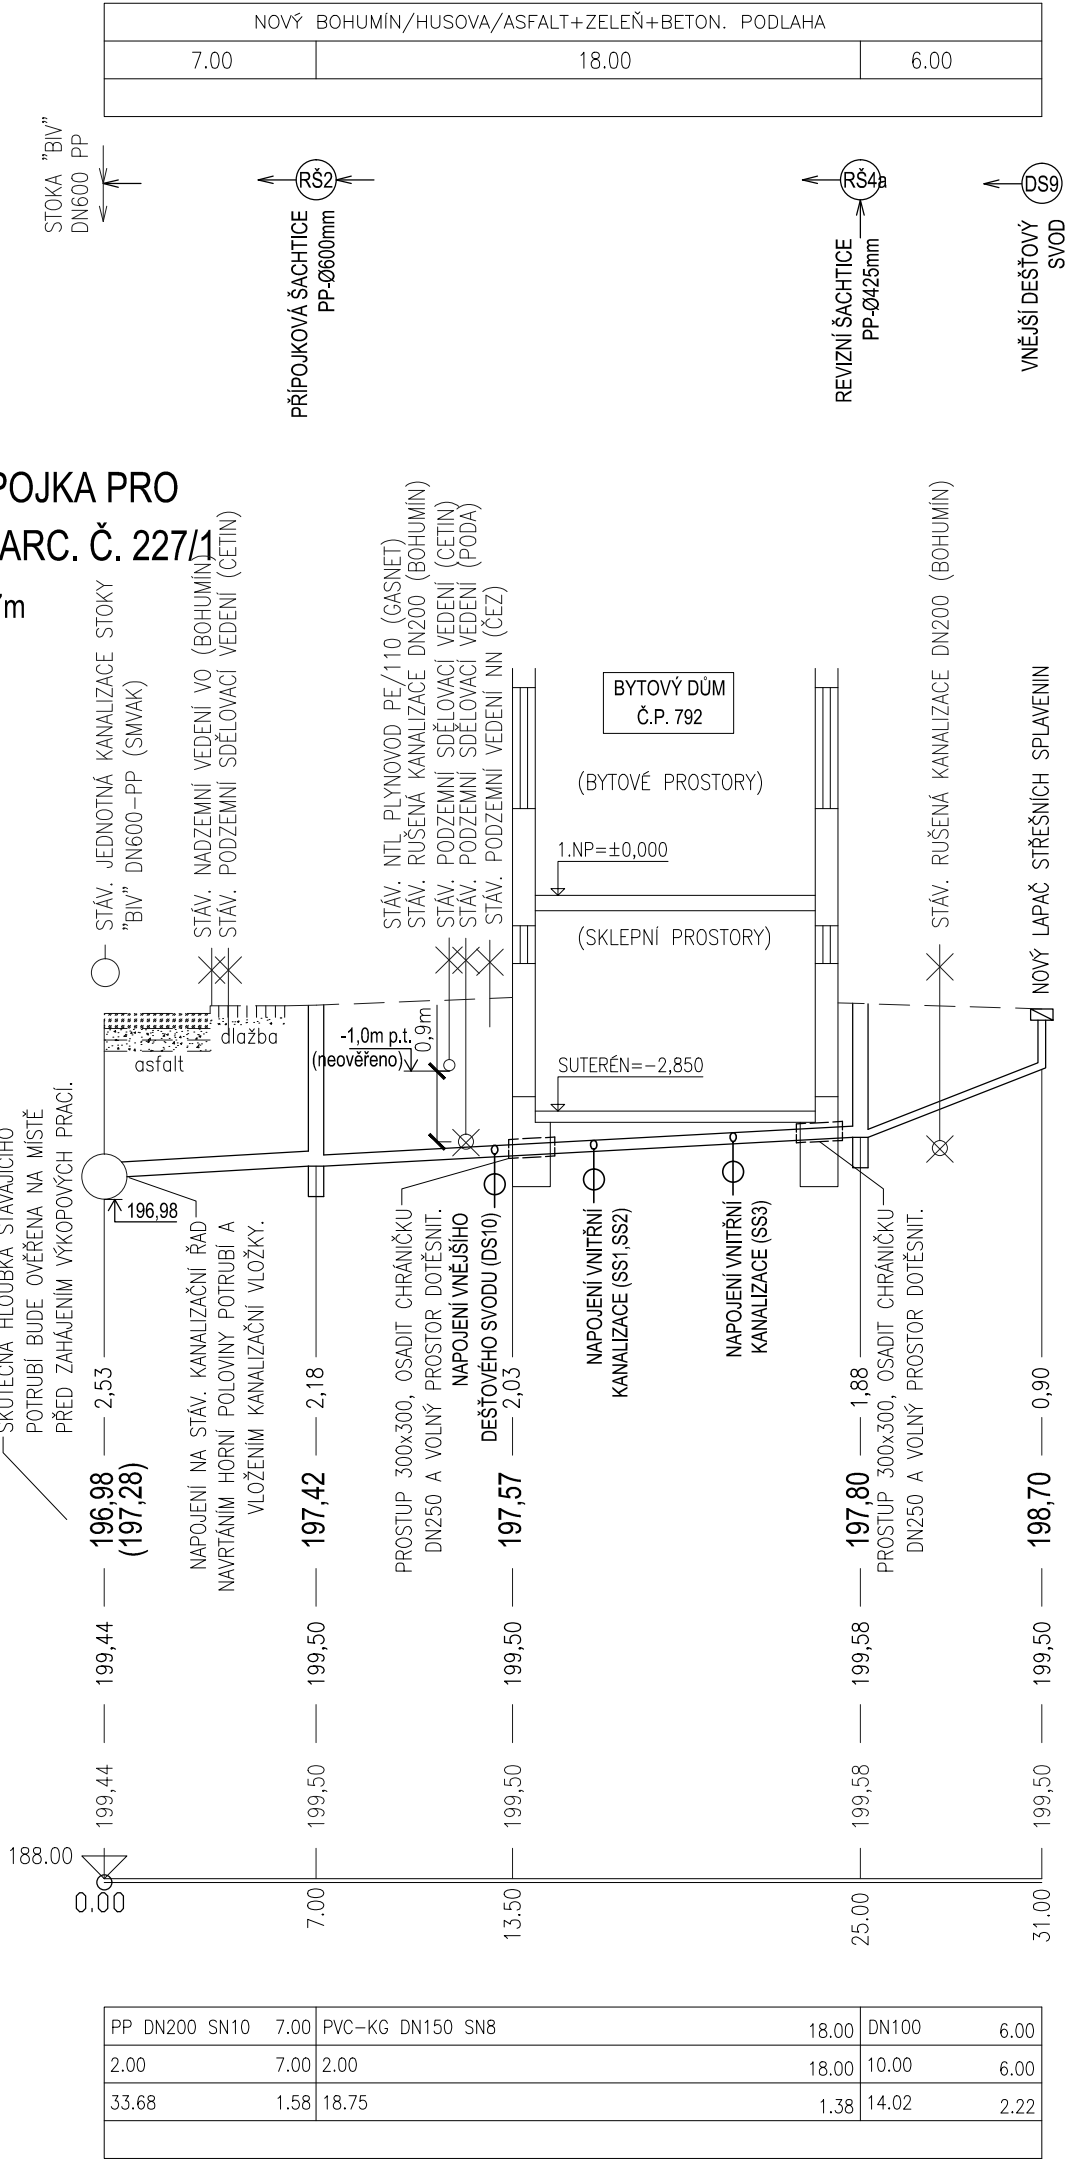 NOVÝ BOHUMÍN/HUSOVA/ASFALT+ZELEŇ+BETON. PODLAHA
7.00 18.00 6.00
STOKA "BIV"
DN600 PP
RŠ2
PŘÍPOJKOVÁ ŠACHTICE
PP-Ø600mm
RŠ4a
REVIZNÍ ŠACHTICE
PP-Ø425mm
DS9
VNĚJŠÍ DEŠŤOVÝ
SVOD
POJKA PRO
ARC. Č. 227/1
m
STÁV. JEDNOTNÁ KANALIZACE STOKY
"BIV" DN600-PP (SMVAK)
STÁV. NADZEMNÍ VEDENÍ VO (BOHUMÍN)
STÁV. PODZEMNÍ SDĚLOVACÍ VEDENÍ (CETIN)
STÁV. NTL PLYNOVOD PE/110 (GASNET)
STÁV. RUŠENÁ KANALIZACE DN200 (BOHUMÍN)
STÁV. PODZEMNÍ SDĚLOVACÍ VEDENÍ (CETIN)
STÁV. PODZEMNÍ SDĚLOVACÍ VEDENÍ (PODA)
STÁV. PODZEMNÍ VEDENÍ NN (ČEZ)
BYTOVÝ DŮM
Č.P. 792
(BYTOVÉ PROSTORY)
1.NP=±0,000
(SKLEPNÍ PROSTORY)
SUTERÉN=-2,850
STÁV. RUŠENÁ KANALIZACE DN200 (BOHUMÍN)
NOVÝ LAPAČ STŘEŠNÍCH SPLAVENIN
asfalt
dlažba
-1,0m p.t.
(neověřeno)
0,9m
196,98
SKUTEČNÁ HLOUBKA STÁVAJÍCÍHO
POTRUBÍ BUDE OVĚŘENA NA MÍSTĚ
PŘED ZAHÁJENÍM VÝKOPOVÝCH PRACÍ.
NAPOJENÍ NA STÁV. KANALIZAČNÍ ŘAD
NAVRTÁNÍM HORNÍ POLOVINY POTRUBÍ A
VLOŽENÍM KANALIZAČNÍ VLOŽKY.
PROSTUP 300x300, OSADIT CHRÁNIČKU
DN250 A VOLNÝ PROSTOR DOTĚSNIT.
NAPOJENÍ VNĚJŠÍHO
DEŠŤOVÉHO SVODU (DS10)
NAPOJENÍ VNITŘNÍ
KANALIZACE (SS1,SS2)
NAPOJENÍ VNITŘNÍ
KANALIZACE (SS3)
PROSTUP 300x300, OSADIT CHRÁNIČKU
DN250 A VOLNÝ PROSTOR DOTĚSNIT.
2,53 2,18 2,03 1,88 0,90
196,98 197,42 197,57 197,80 198,70
(197,28)
199,44 199,50 199,50 199,58 199,50
199,44 199,50 199,50 199,58 199,50
188.00
0.00 7.00 13.50 25.00 31.00
PP DN200 SN10 7.00 PVC-KG DN150 SN8 18.00 DN100 6.00
2.00 7.00 2.00 18.00 10.00 6.00
33.68 1.58 18.75 1.38 14.02 2.22